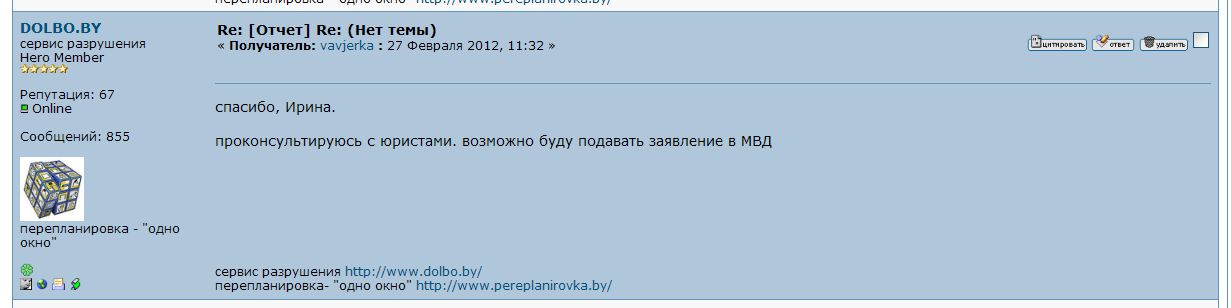 перепланировка - "одно окно" http://www.pereplanirovka.by/
DOLBO.BY
сервис разрушения
Hero Member
Репутация: 67
Online
Сообщений: 855
перепланировка - "одно
окно"
Re: [Отчет] Re: (Нет темы)
« Получатель: vavjerka : 27 Февраля 2012, 11:32 »
цитировать ответ удалить
спасибо, Ирина.
проконсультируюсь с юристами. возможно буду подавать заявление в МВД
сервис разрушения http://www.dolbo.by/
перепланировка- "одно окно" http://www.pereplanirovka.by/